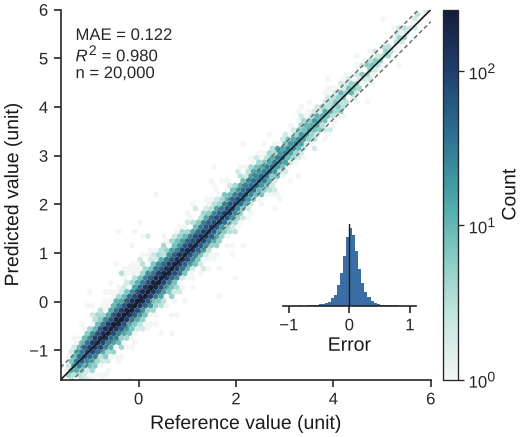 MAE = 0.122
R² = 0.980
n = 20,000
6
5
4
3
2
1
0
−1
Predicted value (unit)
0
2
4
6
Reference value (unit)
−1
0
1
Error
10²
10¹
10⁰
Count